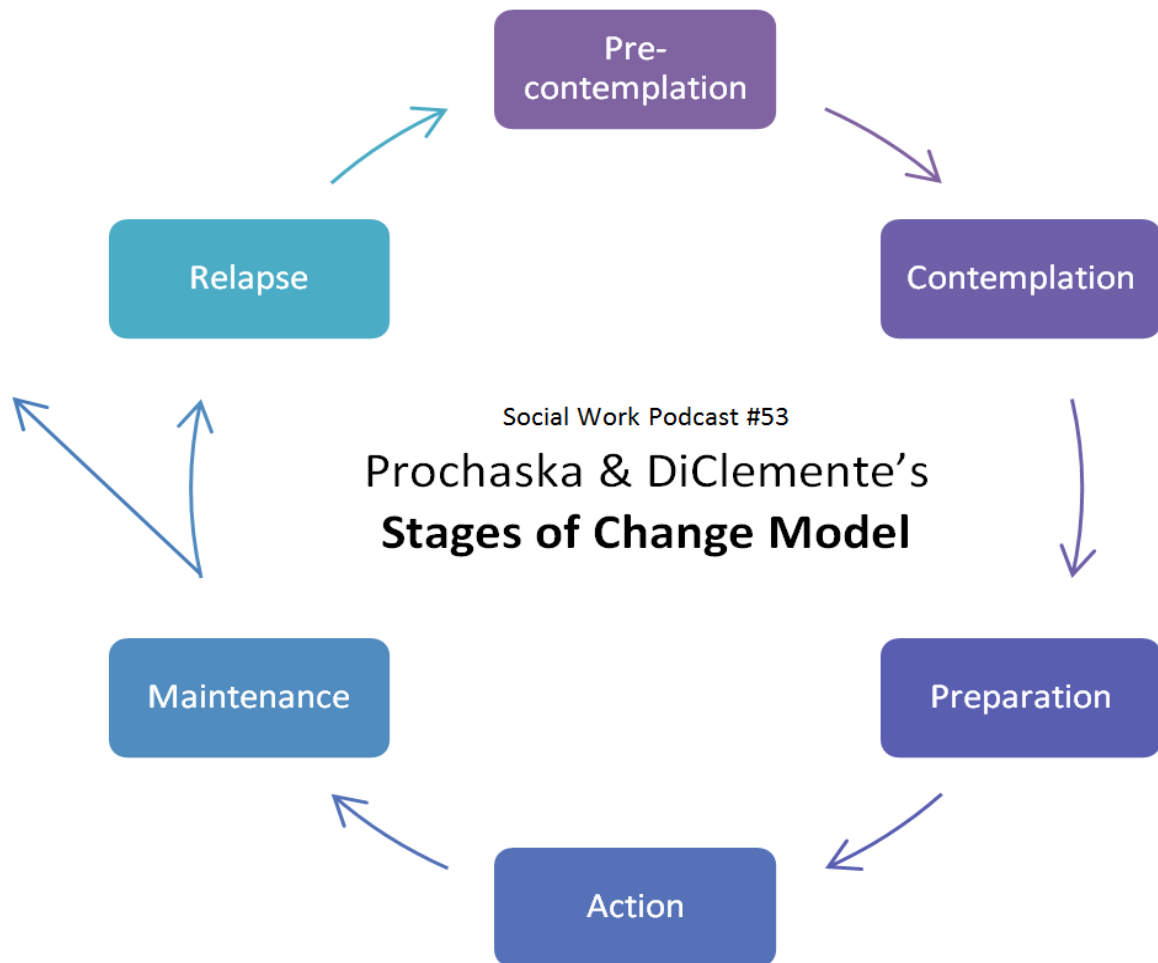 Pre-
contemplation
Contemplation
Preparation
Action
Maintenance
Relapse
Social Work Podcast #53
Prochaska & DiClemente’s
Stages of Change Model